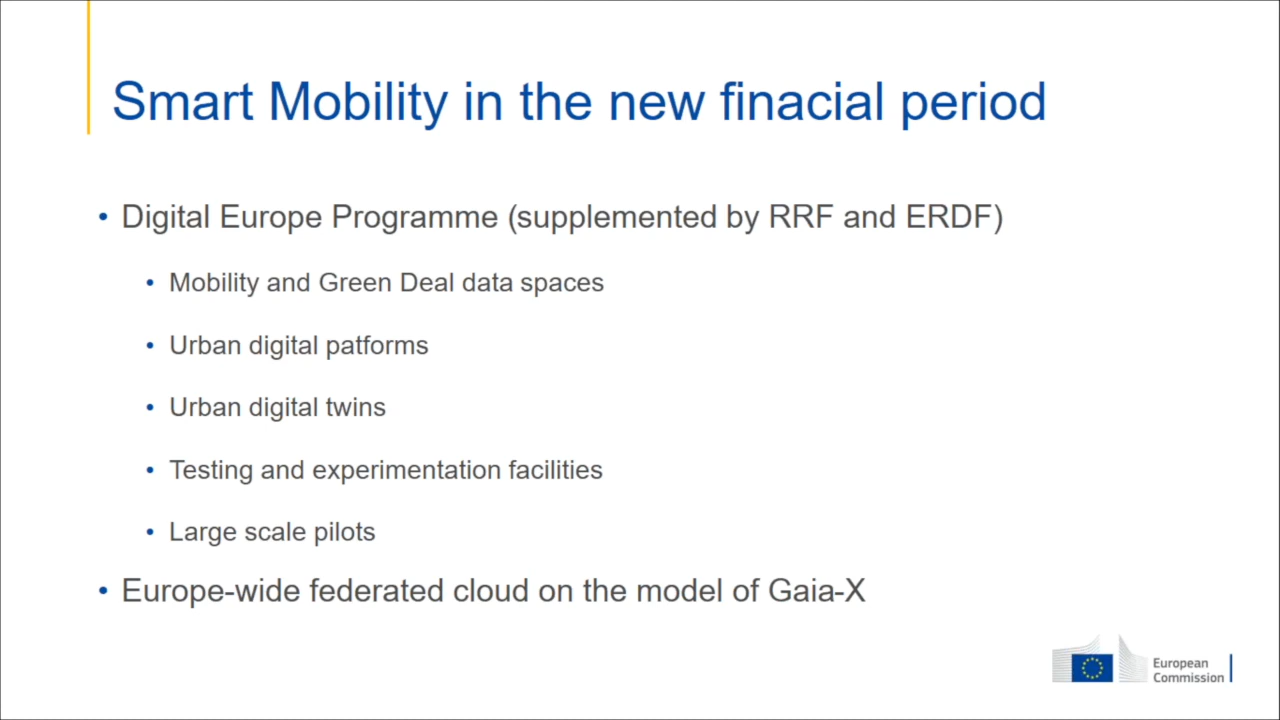 Smart Mobility in the new finacial period
• Digital Europe Programme (supplemented by RRF and ERDF)
• Mobility and Green Deal data spaces
• Urban digital patforms
• Urban digital twins
• Testing and experimentation facilities
• Large scale pilots
• Europe-wide federated cloud on the model of Gaia-X
European
Commission